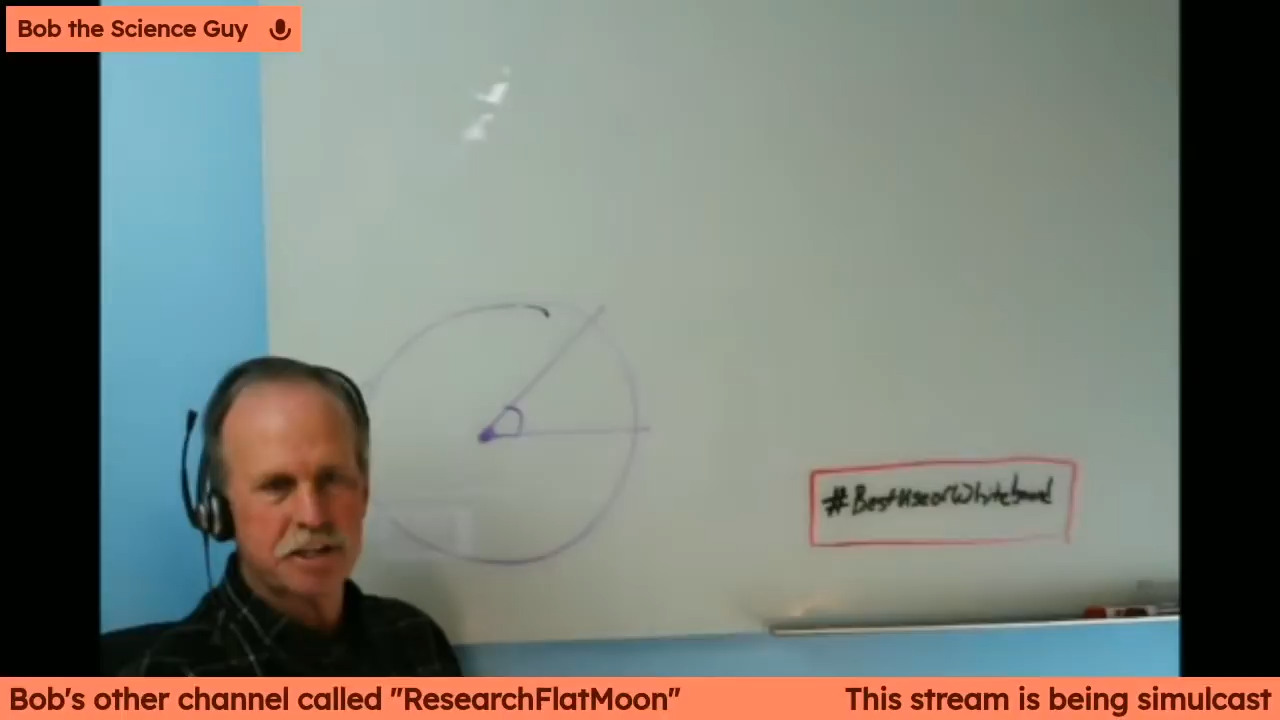 Bob the Science Guy
#BestUseofWhiteboard
Bob's other channel called "ResearchFlatMoon"
This stream is being simulcast